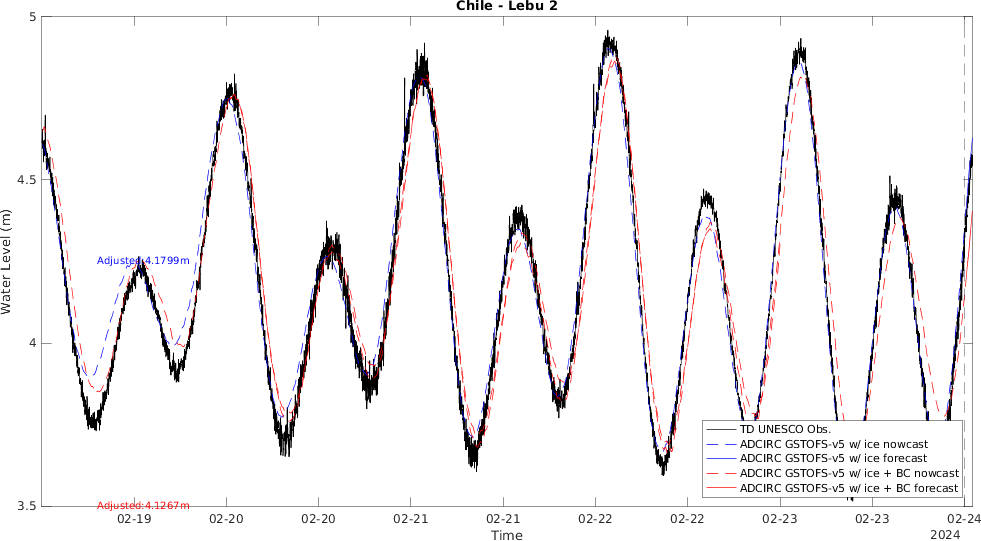 Chile - Lebu 2
5
4.5
4
3.5
Water Level (m)
Adjusted:4.1799m
Adjusted:4.1267m
TD UNESCO Obs.
ADCIRC GSTOFS-v5 w/ ice nowcast
ADCIRC GSTOFS-v5 w/ ice forecast
ADCIRC GSTOFS-v5 w/ ice + BC nowcast
ADCIRC GSTOFS-v5 w/ ice + BC forecast
02-19 02-20 02-20 02-21 02-21 02-22 02-22 02-23 02-23 02-24
Time
2024